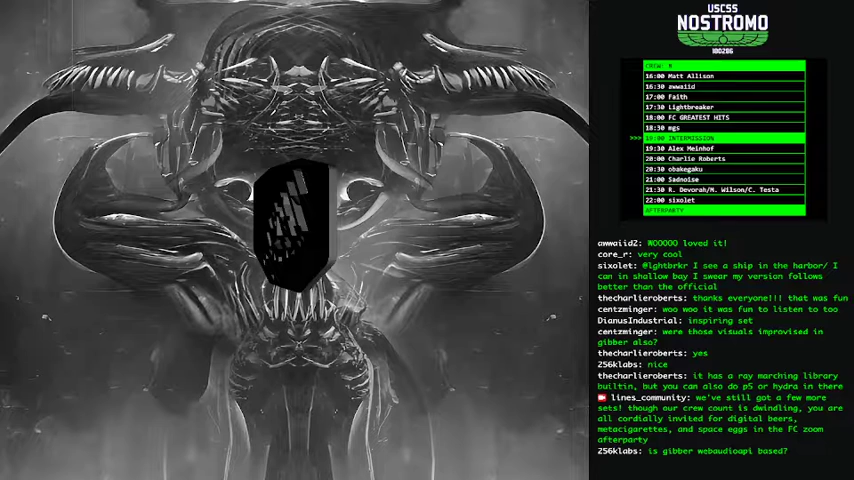 USCSS
NOSTROMO
180286
CREW: 8
16:00 Matt Allison
16:30 awwaiid
17:00 Faith
17:30 Lightbreaker
18:00 FC GREATEST HITS
18:30 mgs
>>> 19:00 INTERMISSION
19:30 Alex Meinhof
20:00 Charlie Roberts
20:30 obakegaku
21:00 Sadnoise
21:30 R. Devorah/M. Wilson/C. Testa
22:00 sixolet
AFTERPARTY
awwaiid2: WOOOOO loved it!
core_r: very cool
sixolet: @lghtbrkr I see a ship in the harbor/ I
can in shallow bay I swear my version follows
better than the official
thecharlieroberts: thanks everyone!!! that was fun
centzminger: woo woo it was fun to listen to too
DianusIndustrial: inspiring set
centzminger: were those visuals improvised in
gibber also?
thecharlieroberts: yes
256klabs: nice
thecharlieroberts: it has a ray marching library
builtin, but you can also do p5 or hydra in there
lines_community: we've still got a few more
sets! though our crew count is dwindling, you are
all cordially invited for digital beers,
metacigarettes, and space eggs in the FC zoom
afterparty
256klabs: is gibber webaudioapi based?